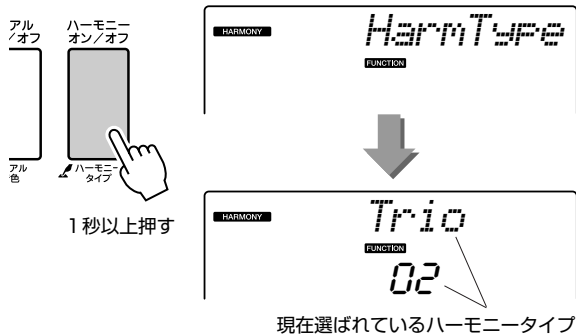 アル
／オフ
ハーモニー
オン／オフ
アル
色
ハーモニー
タイプ
1秒以上押す
HARMONY
HarmType
FUNCTION
HARMONY
Trio
FUNCTION
02
現在選ばれているハーモニータイプ